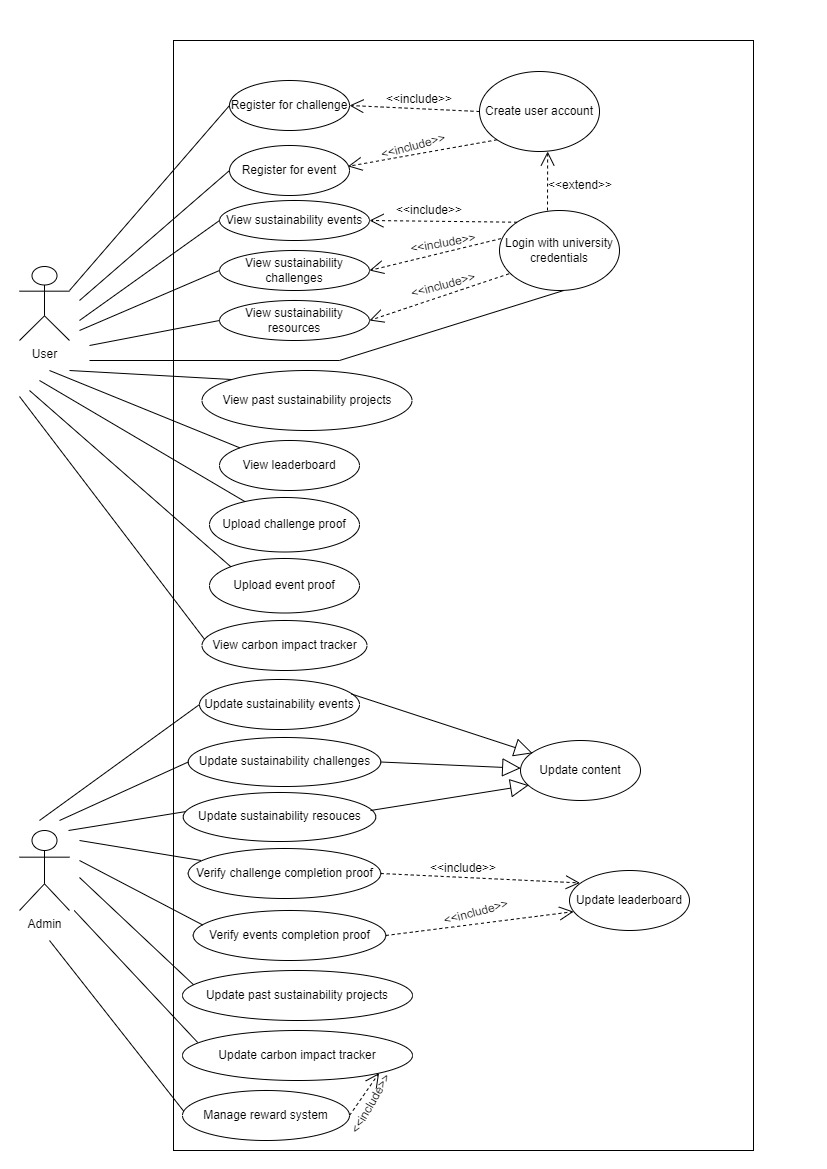 Register for challenge
<<include>>
Create user account
Register for event
<<include>>
<<extend>>
View sustainability events
<<include>>
Login with university
credentials
View sustainability
challenges
<<include>>
View sustainability
resources
<<include>>
User
View past sustainability projects
View leaderboard
Upload challenge proof
Upload event proof
View carbon impact tracker
Update sustainability events
Update sustainability challenges
Update content
Update sustainability resouces
Verify challenge completion proof
<<include>>
Update leaderboard
Admin
Verify events completion proof
<<include>>
Update past sustainability projects
Update carbon impact tracker
Manage reward system
<<include>>